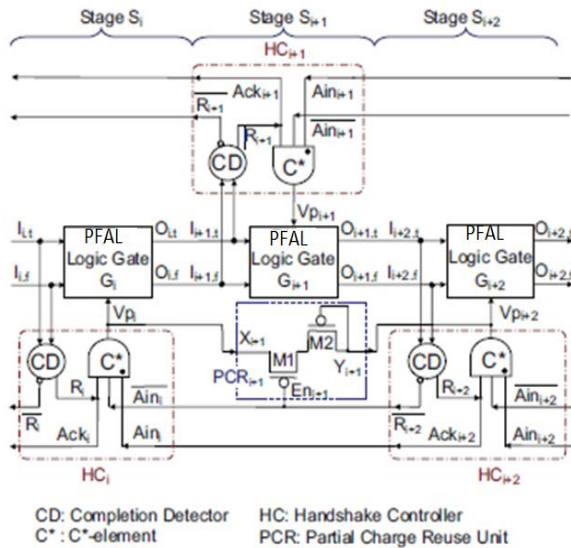 Stage Si Stage Si+1 Stage Si+2
HCi+1
Acki+1 Aini+1
Ri+1
Ri+1 Aini+1
CD C*
Vpi+1
Ii,t PFAL Oi,t Ii+1,t PFAL Oi+1,t Ii+2,t PFAL Oi+2,t
Logic Gate Logic Gate Logic Gate
Ii,f Gi Oi,f Ii+1,f Gi+1 Oi+1,f Ii+2,f Gi+2 Oi+2,f
Vpi Vpi+2
Xi+1 M1 M2 Yi+1
CD C* PCRi+1 CD C*
Ri Aini Eni+1 Ri+2 Aini+2
Ri Acki Aini Ri+2 Acki+2 Aini+2
HCi HCi+2
CD: Completion Detector HC: Handshake Controller
C* : C*-element PCR: Partial Charge Reuse Unit